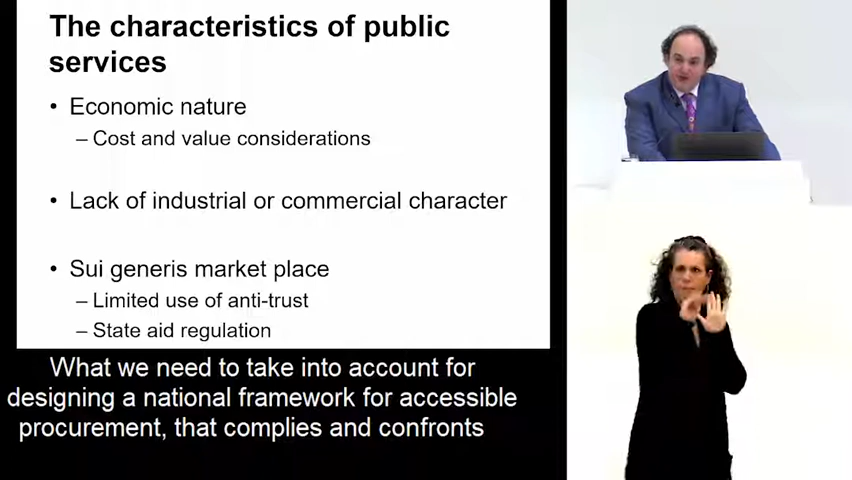 The characteristics of public
services
• Economic nature
– Cost and value considerations
• Lack of industrial or commercial character
• Sui generis market place
– Limited use of anti-trust
– State aid regulation
What we need to take into account for
designing a national framework for accessible
procurement, that complies and confronts